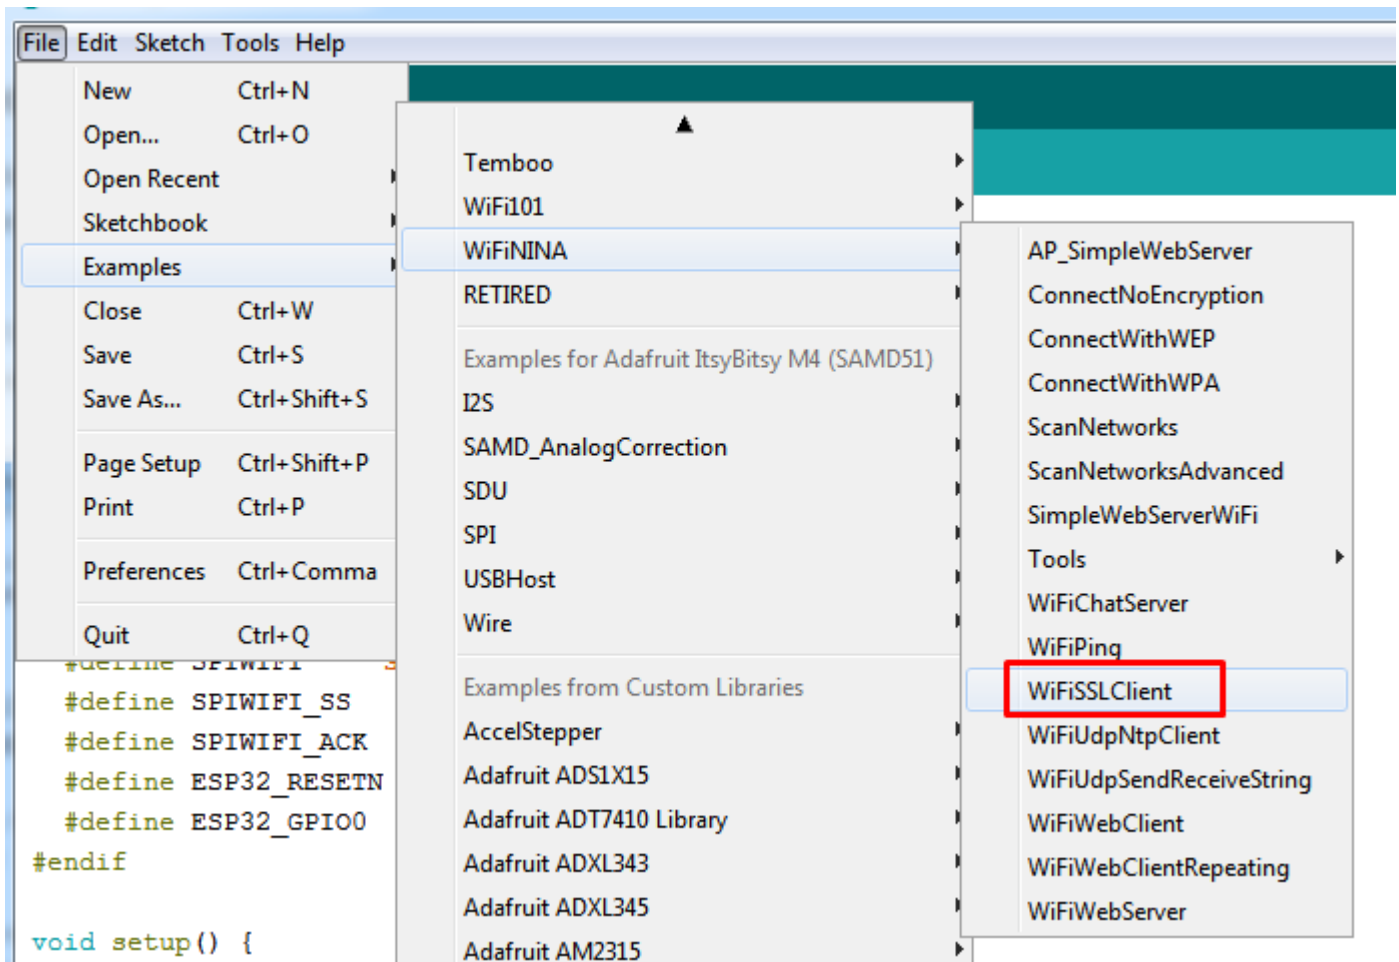 File Edit Sketch Tools Help
New Ctrl+N
Open... Ctrl+O
Open Recent
Sketchbook
Examples
Close Ctrl+W
Save Ctrl+S
Save As... Ctrl+Shift+S
Page Setup Ctrl+Shift+P
Print Ctrl+P
Preferences Ctrl+Comma
Quit Ctrl+Q
Temboo
WiFi101
WiFiNINA
RETIRED
Examples for Adafruit ItsyBitsy M4 (SAMD51)
I2S
SAMD_AnalogCorrection
SDU
SPI
USBHost
Wire
Examples from Custom Libraries
AccelStepper
Adafruit ADS1X15
Adafruit ADT7410 Library
Adafruit ADXL343
Adafruit ADXL345
Adafruit AM2315
AP_SimpleWebServer
ConnectNoEncryption
ConnectWithWEP
ConnectWithWPA
ScanNetworks
ScanNetworksAdvanced
SimpleWebServerWiFi
Tools
WiFiChatServer
WiFiPing
WiFiSSLClient
WiFiUdpNtpClient
WiFiUdpSendReceiveString
WiFiWebClient
WiFiWebClientRepeating
WiFiWebServer
#define SPIWIFI
#define SPIWIFI_SS
#define SPIWIFI_ACK
#define ESP32_RESETN
#define ESP32_GPIO0
#endif
void setup() {